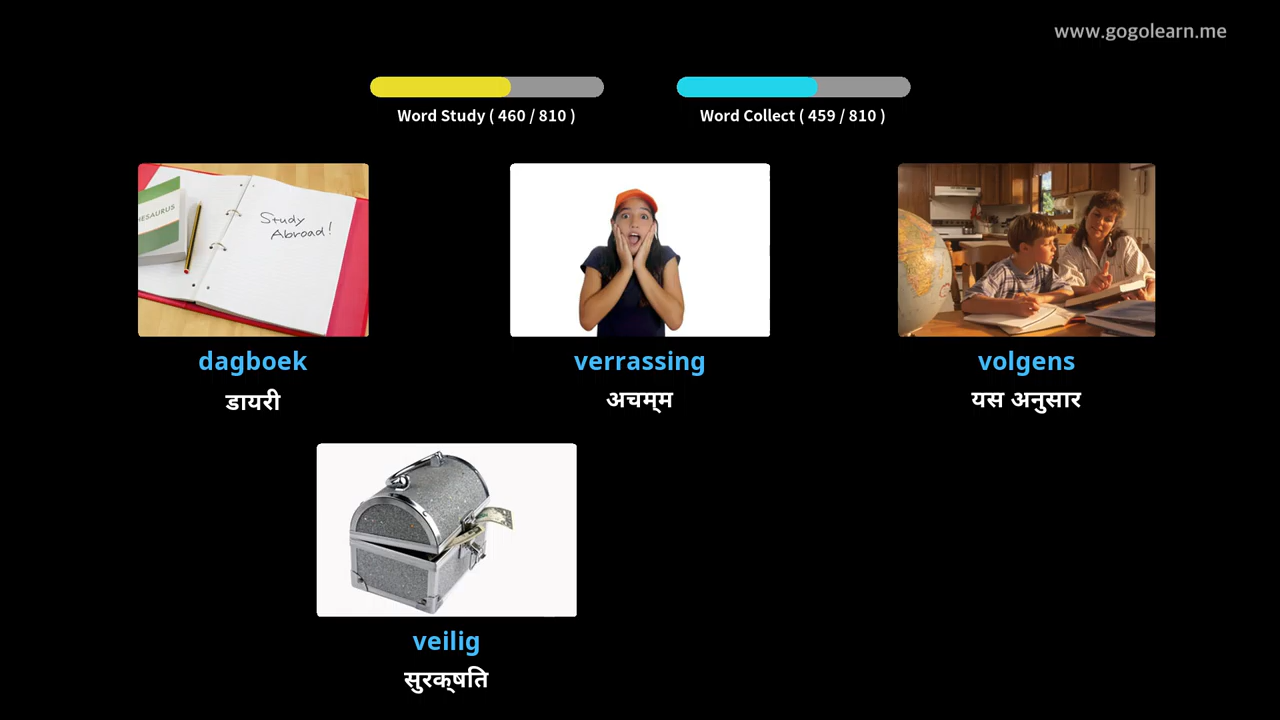 www.gogolearn.me
Word Study ( 460 / 810 )
Word Collect ( 459 / 810 )
THESAURUS
Study
Abroad!
dagboek
verrassing
volgens
डायरी
अचम्‍म
यस अनुसार
veilig
सुरक्‍षति